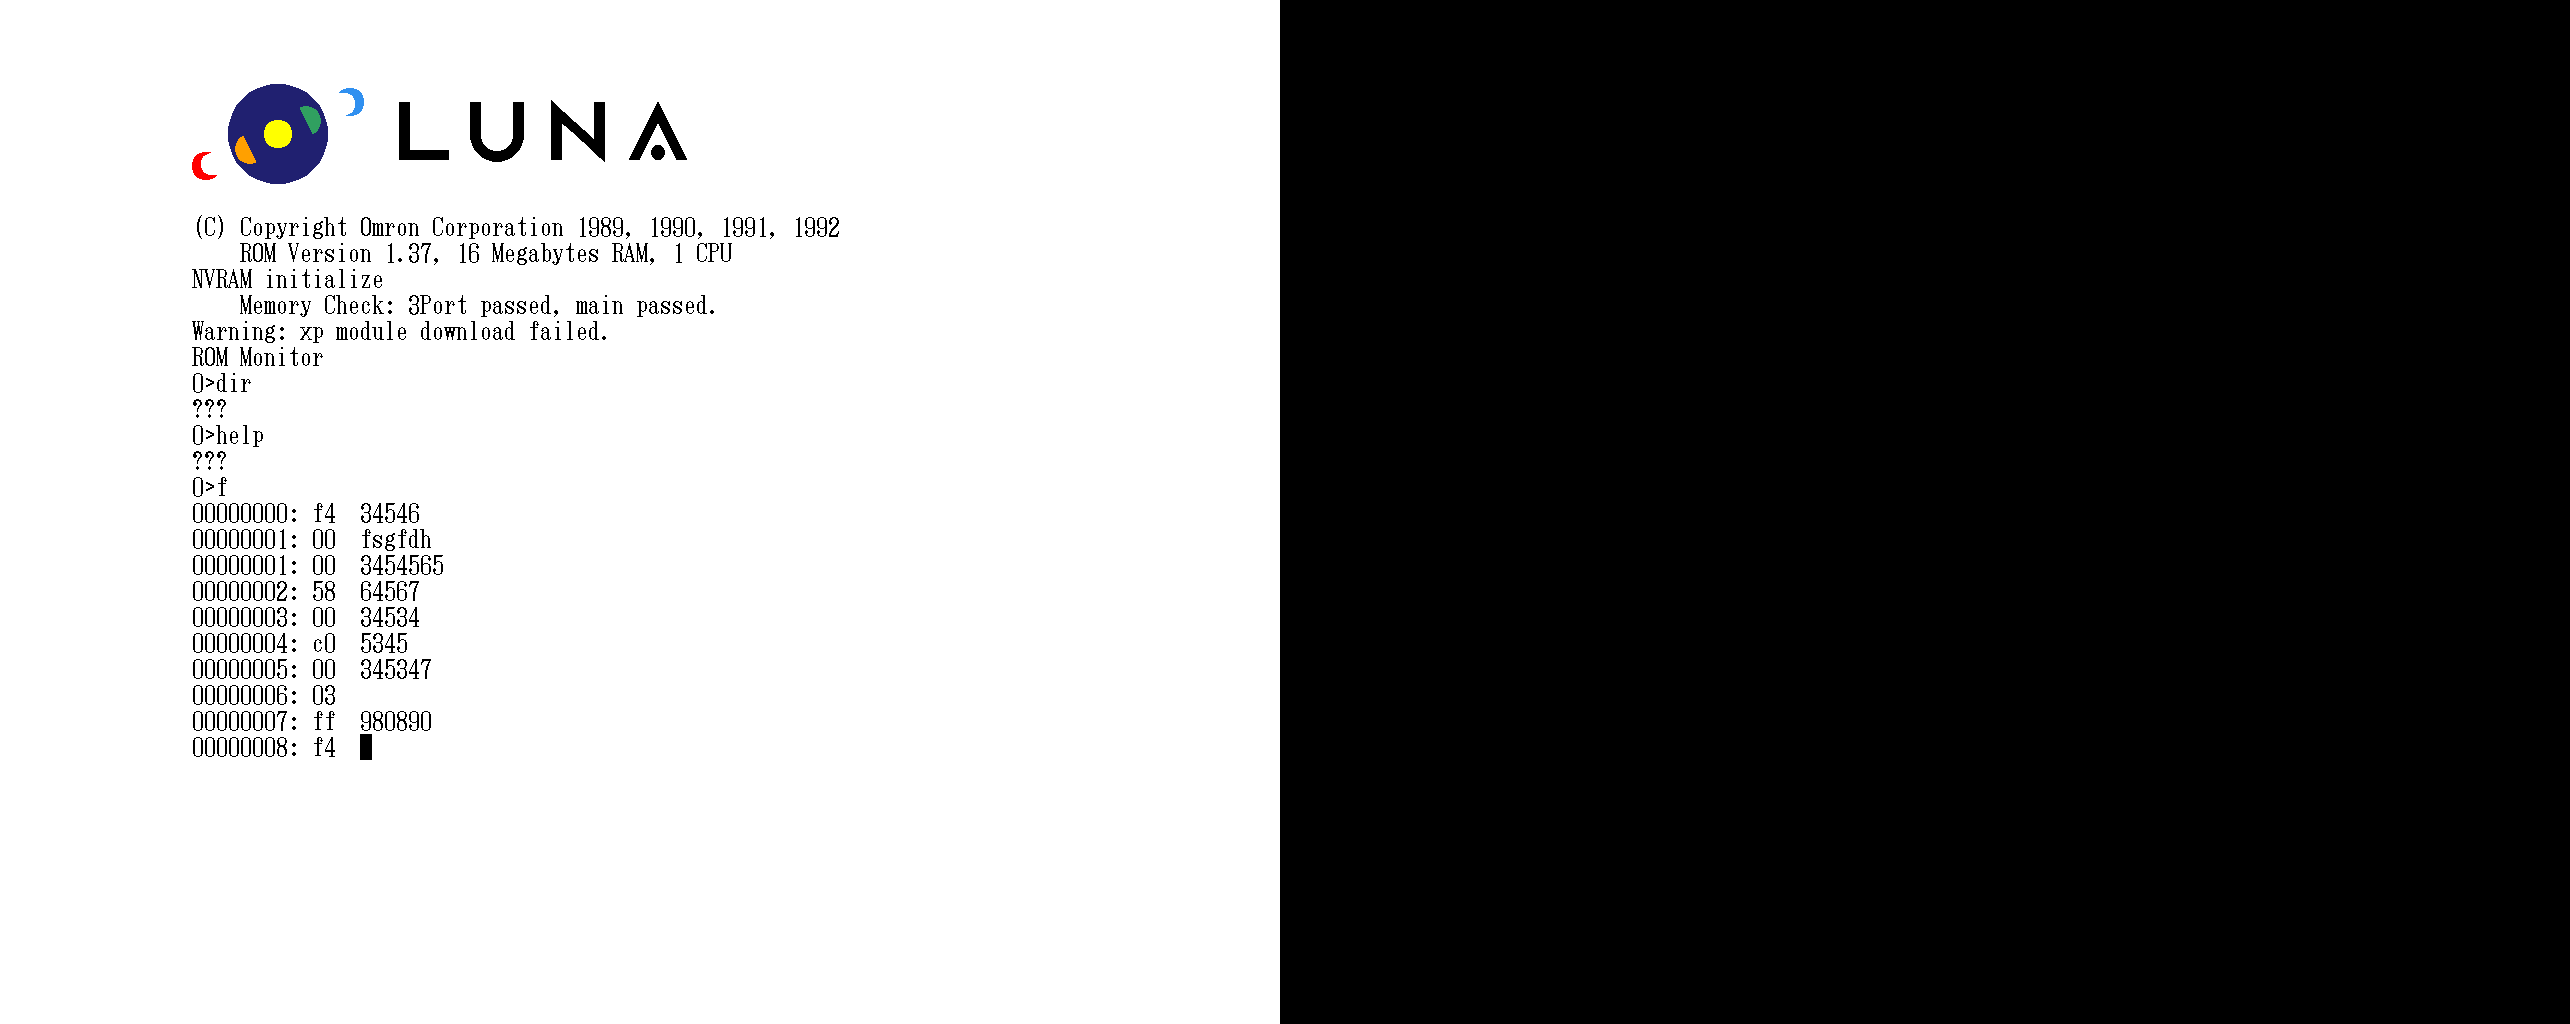 LUNA
(C) Copyright Omron Corporation 1989, 1990, 1991, 1992
    ROM Version 1.37, 16 Megabytes RAM, 1 CPU
NVRAM initialize
    Memory Check: 3Port passed, main passed.
Warning: xp module download failed.
ROM Monitor
0>dir
???
0>help
???
0>f
00000000: f4  34546
00000001: 00  fsgfdh
00000001: 00  3454565
00000002: 58  64567
00000003: 00  34534
00000004: c0  5345
00000005: 00  345347
00000006: 03
00000007: ff  980890
00000008: f4